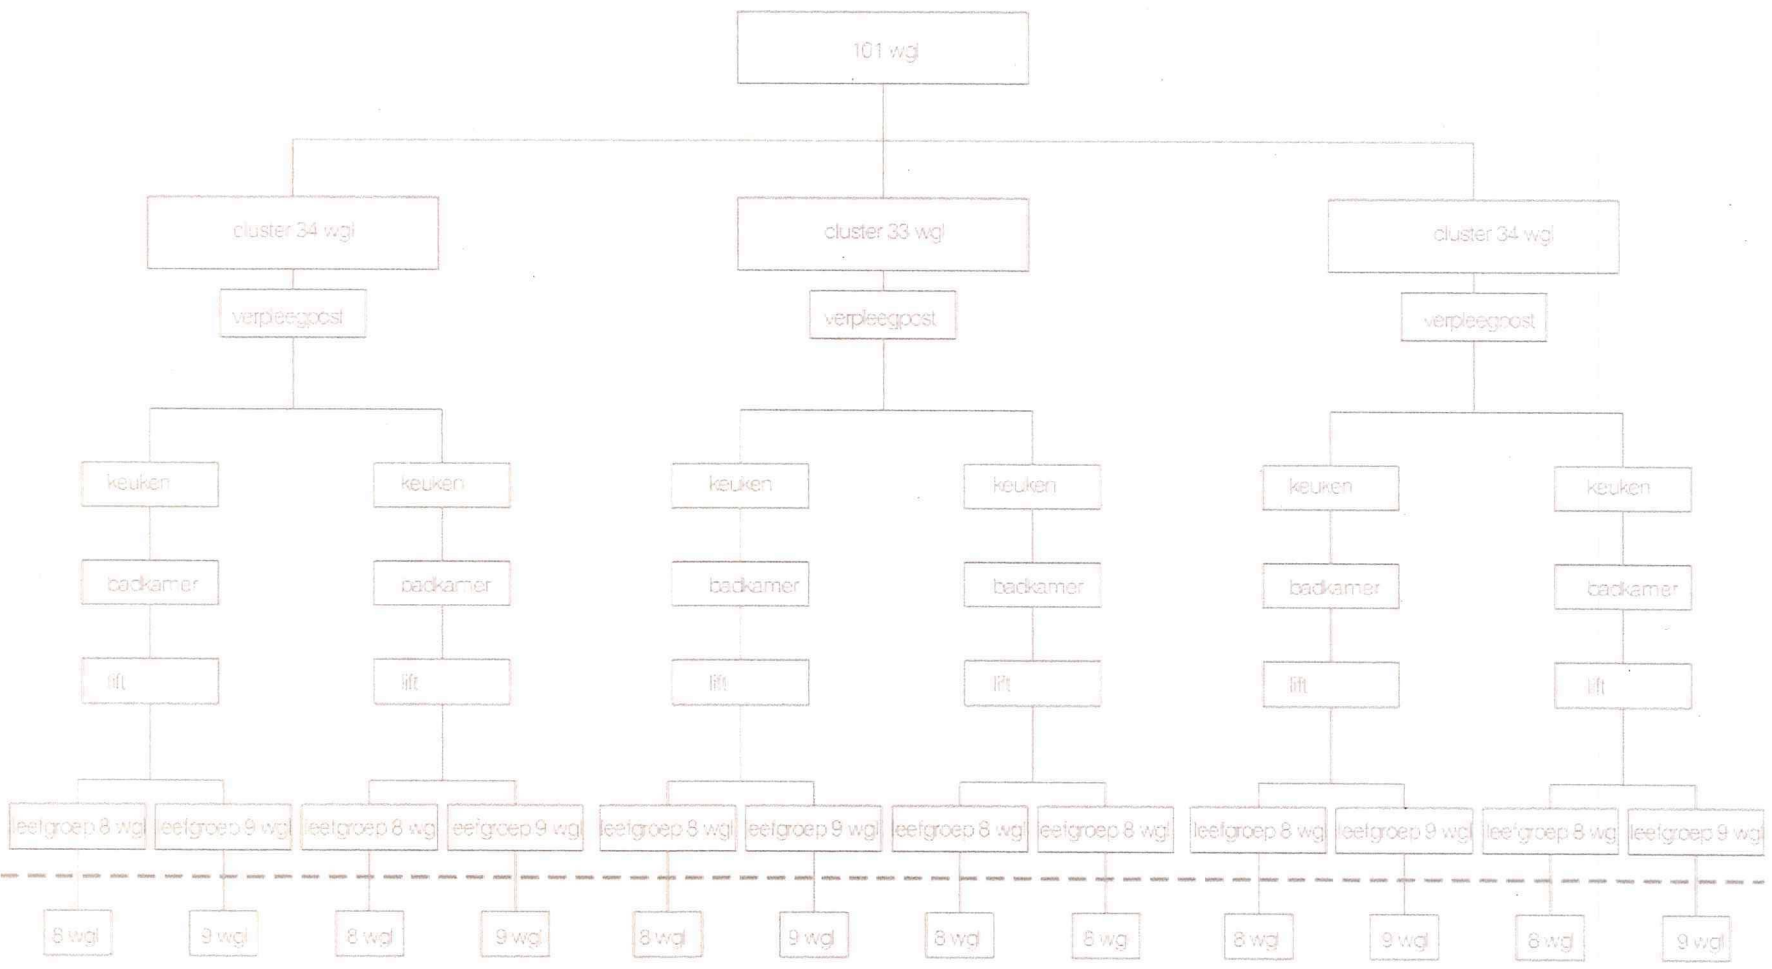 101 wgl
cluster 34 wgl
cluster 33 wgl
cluster 34 wgl
verpleegpost
verpleegpost
verpleegpost
keuken
keuken
keuken
keuken
keuken
keuken
badkamer
badkamer
badkamer
badkamer
badkamer
badkamer
lift
lift
lift
lift
lift
lift
leefgroep 8 wgl
leefgroep 9 wgl
leefgroep 8 wgl
leefgroep 9 wgl
leefgroep 8 wgl
leefgroep 9 wgl
leefgroep 8 wgl
leefgroep 8 wgl
leefgroep 8 wgl
leefgroep 9 wgl
leefgroep 8 wgl
leefgroep 9 wgl
8 wgl
9 wgl
8 wgl
9 wgl
8 wgl
9 wgl
8 wgl
8 wgl
8 wgl
9 wgl
8 wgl
9 wgl